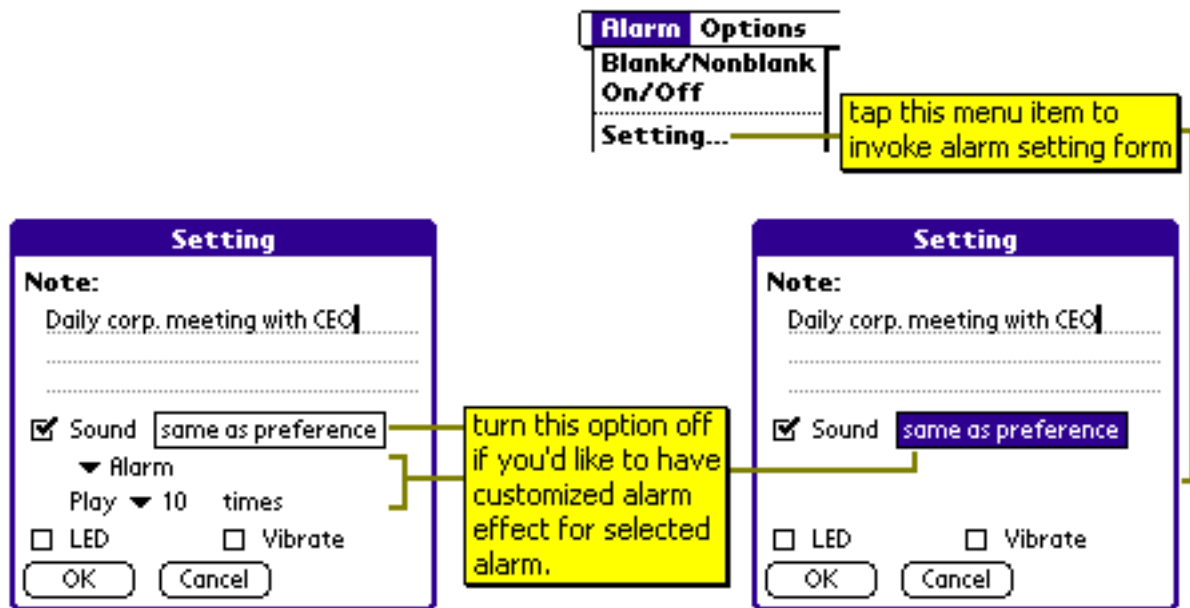 Alarm Options
Blank/Nonblank
On/Off
Setting...
tap this menu item to
invoke alarm setting form
Setting
Note:
Daily corp. meeting with CEO
Sound same as preference
Alarm
Play 10 times
LED Vibrate
OK Cancel
turn this option off
if you'd like to have
customized alarm
effect for selected
alarm.
Setting
Note:
Daily corp. meeting with CEO
Sound same as preference
LED Vibrate
OK Cancel